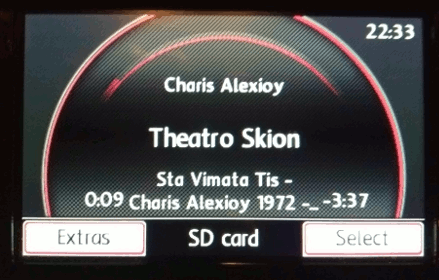 22:33
Charis Alexioy
Theatro Skion
Sta Vimata Tis -
0:09 Charis Alexioy 1972 -_ -3:37
Extras SD card Select